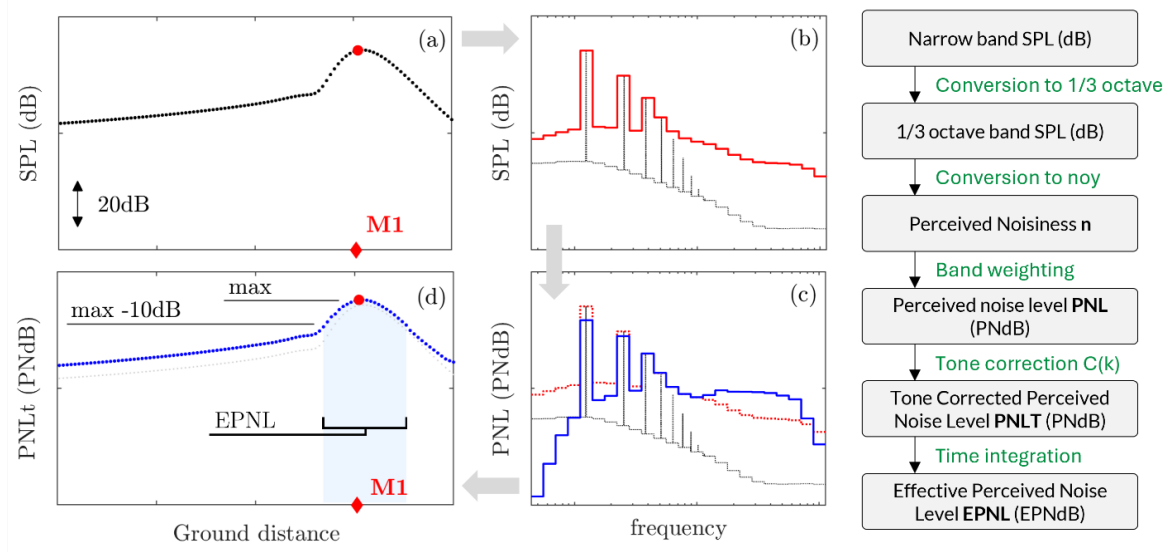 (a)
SPL (dB)
20dB
M1
(b)
SPL (dB)
(d)
max
max -10dB
PNLt (PNdB)
EPNL
M1
Ground distance
(c)
PNL (PNdB)
frequency
Narrow band SPL (dB)
Conversion to 1/3 octave
1/3 octave band SPL (dB)
Conversion to noy
Perceived Noisiness n
Band weighting
Perceived noise level PNL
(PNdB)
Tone correction C(k)
Tone Corrected Perceived
Noise Level PNLT (PNdB)
Time integration
Effective Perceived Noise
Level EPNL (EPNdB)